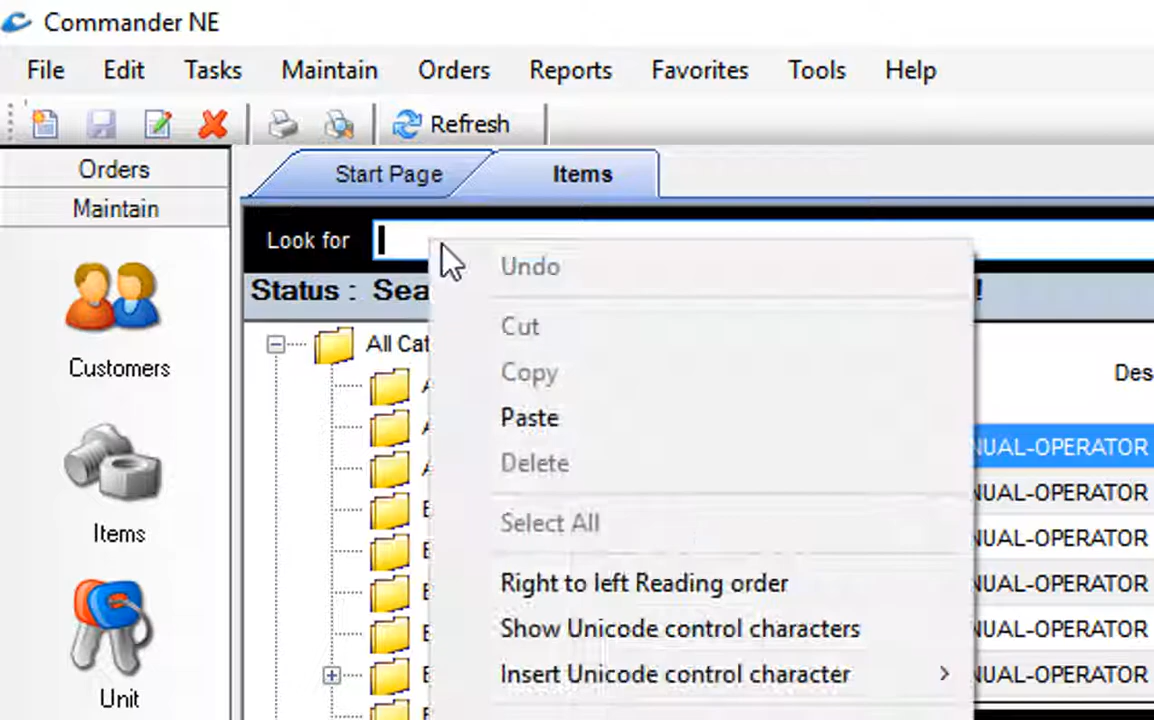 Commander NE
File Edit Tasks Maintain Orders Reports Favorites Tools Help
Refresh
Orders
Maintain
Customers
Items
Unit
Start Page Items
Look for
Status : Sea !
All Cat
Des
NUAL-OPERATOR
NUAL-OPERATOR
NUAL-OPERATOR
NUAL-OPERATOR
NUAL-OPERATOR
NUAL-OPERATOR
Undo
Cut
Copy
Paste
Delete
Select All
Right to left Reading order
Show Unicode control characters
Insert Unicode control character